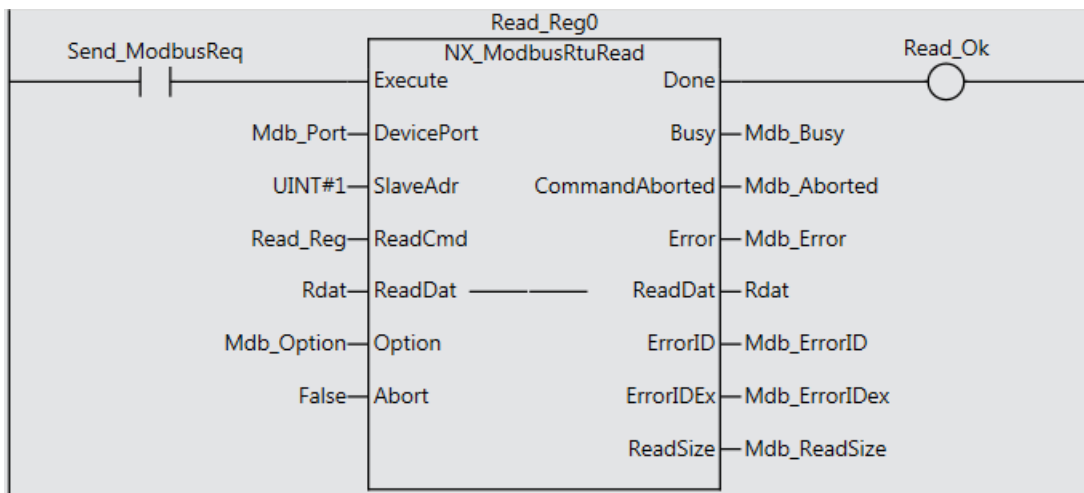 Read_Reg0
Send_ModbusReq NX_ModbusRtuRead Read_Ok
Execute Done
Mdb_Port DevicePort Busy Mdb_Busy
UINT#1 SlaveAdr CommandAborted Mdb_Aborted
Read_Reg ReadCmd Error Mdb_Error
Rdat ReadDat ReadDat Rdat
Mdb_Option Option ErrorID Mdb_ErrorID
False Abort ErrorIDEx Mdb_ErrorIDex
ReadSize Mdb_ReadSize